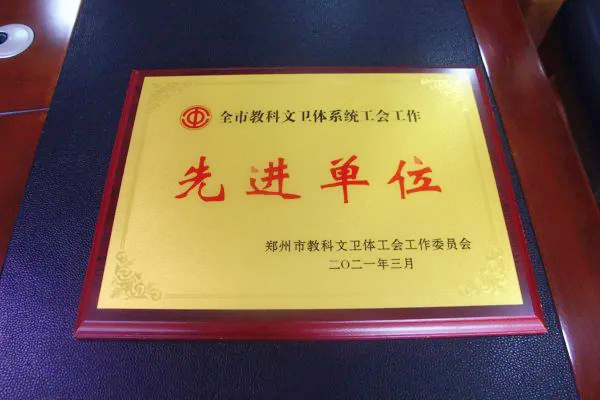 全市教科文卫体系统工会工作
先进单位
郑州市教科文卫体工会工作委员会
二〇二一年三月